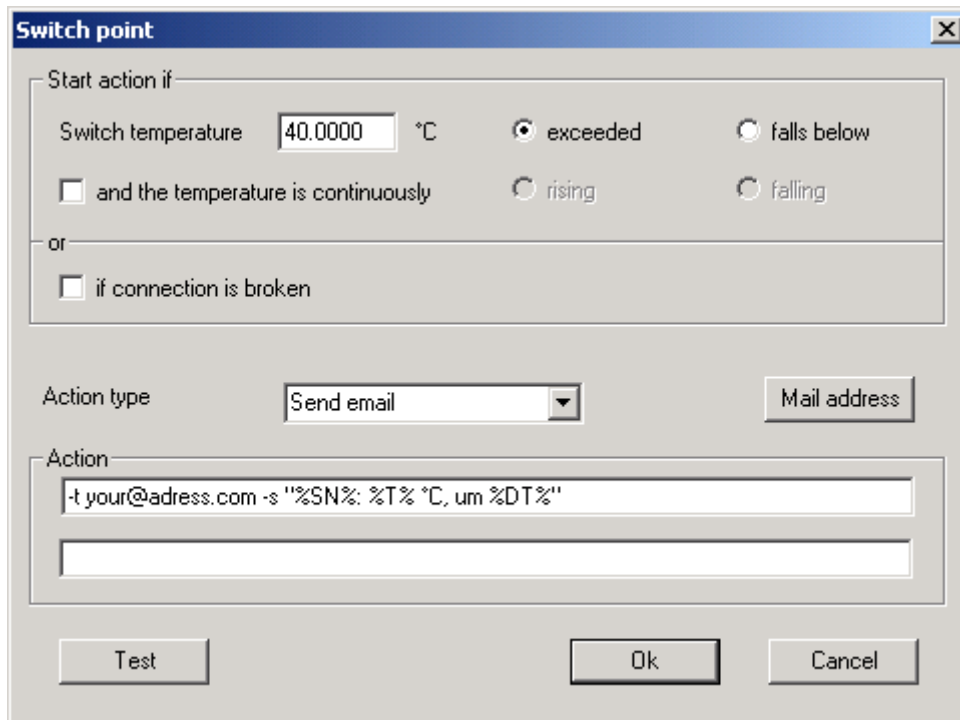 Switch point
Start action if
Switch temperature 40.0000 °C exceeded falls below
and the temperature is continuously rising falling
or
if connection is broken
Action type Send email Mail address
Action
-t your@adress.com -s "%SN%: %T% °C, um %DT%"
Test Ok Cancel